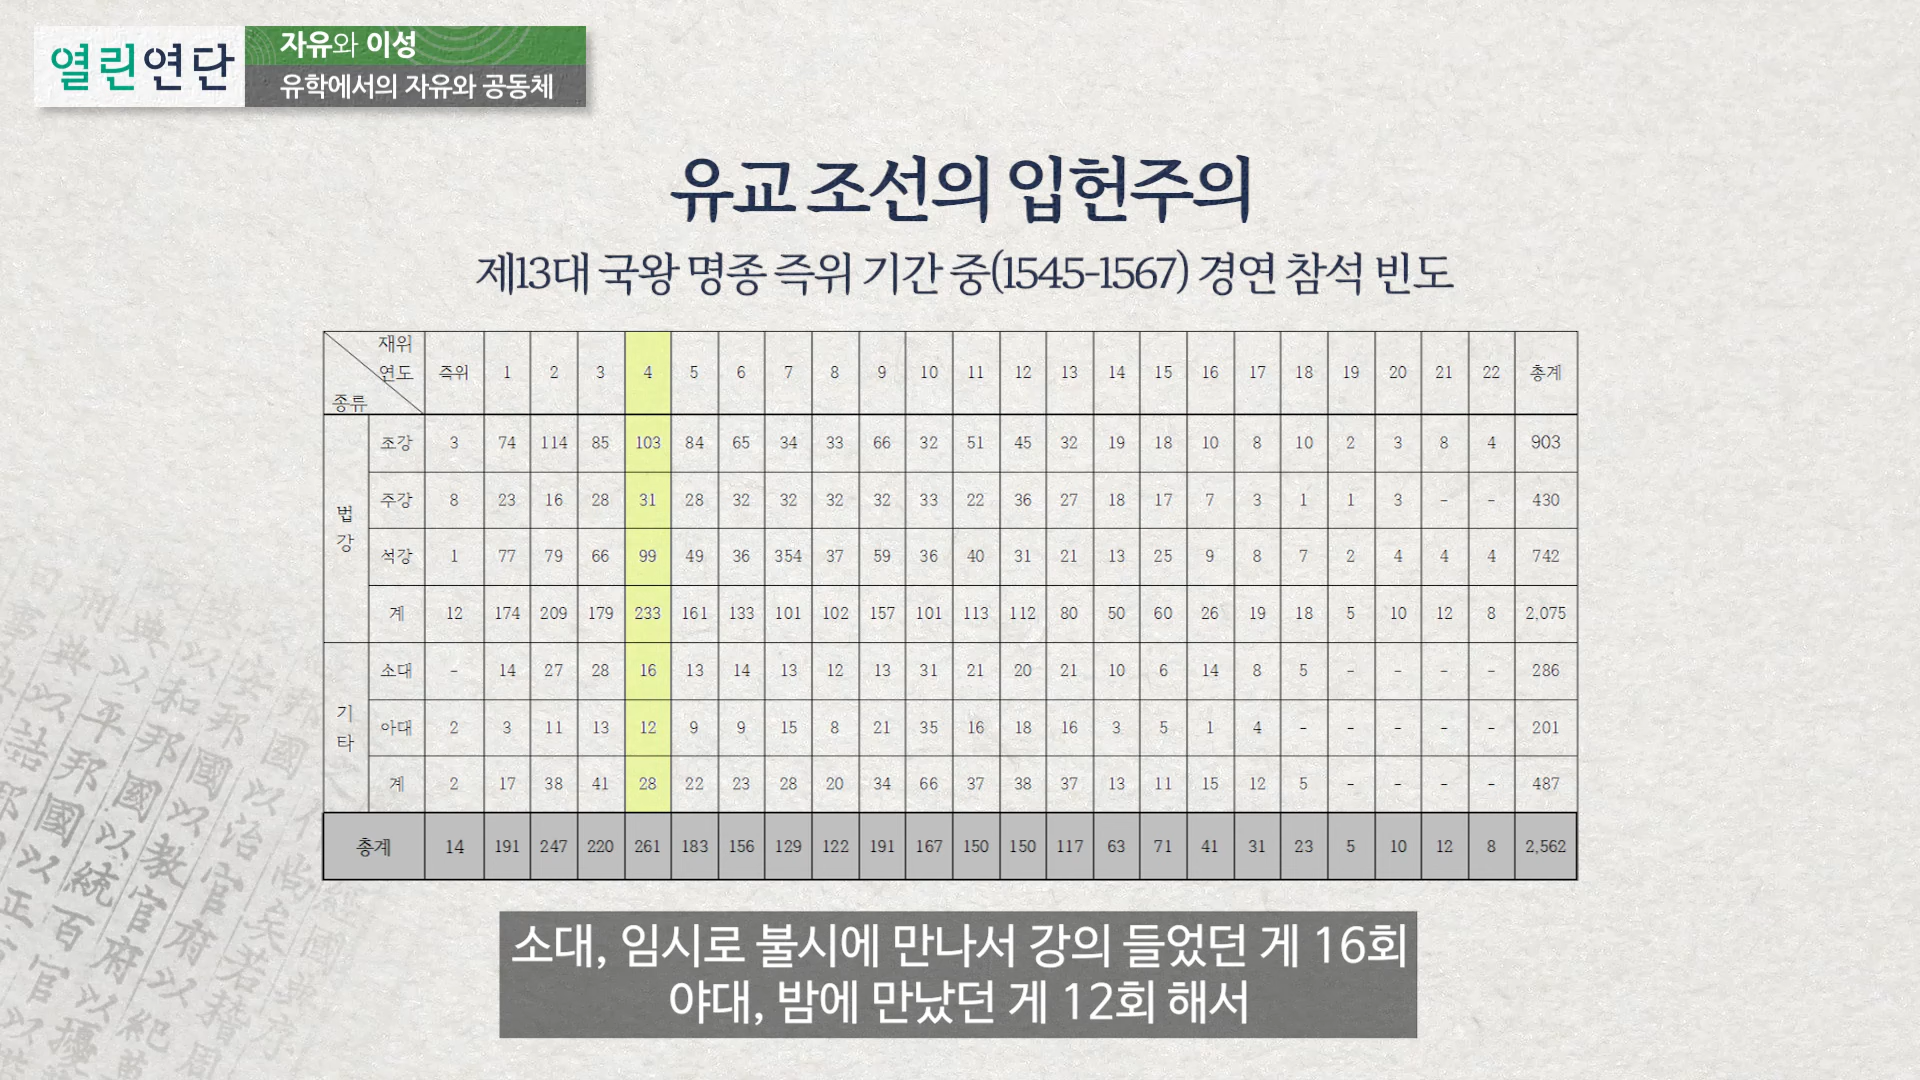 열린연단
자유와 이성
유학에서의 자유와 공동체
유교 조선의 입헌주의
제13대 국왕 명종 즉위 기간 중(1545-1567) 경연 참석 빈도
재위 연도 종류 즉위 1 2 3 4 5 6 7 8 9 10 11 12 13 14 15 16 17 18 19 20 21 22 총계
법강
조강 3 74 114 85 103 84 65 34 33 66 32 51 45 32 19 18 10 8 10 2 3 8 4 903
주강 8 23 16 28 31 28 32 32 32 32 33 22 36 27 18 17 7 3 1 1 3 - - 430
석강 1 77 79 66 99 49 36 354 37 59 36 40 31 21 13 25 9 8 7 2 4 4 4 742
계 12 174 209 179 233 161 133 101 102 157 101 113 112 80 50 60 26 19 18 5 10 12 8 2,075
기타
소대 - 14 27 28 16 13 14 13 12 13 31 21 20 21 10 6 14 8 5 - - - - 286
야대 2 3 11 13 12 9 9 15 8 21 35 16 18 16 3 5 1 4 - - - - - 201
계 2 17 38 41 28 22 23 28 20 34 66 37 38 37 13 11 15 12 5 - - - - 487
총계 14 191 247 220 261 183 156 129 122 191 167 150 150 117 63 71 41 31 23 5 10 12 8 2,562
소대, 임시로 불시에 만나서 강의 들었던 게 16회
야대, 밤에 만났던 게 12회 해서